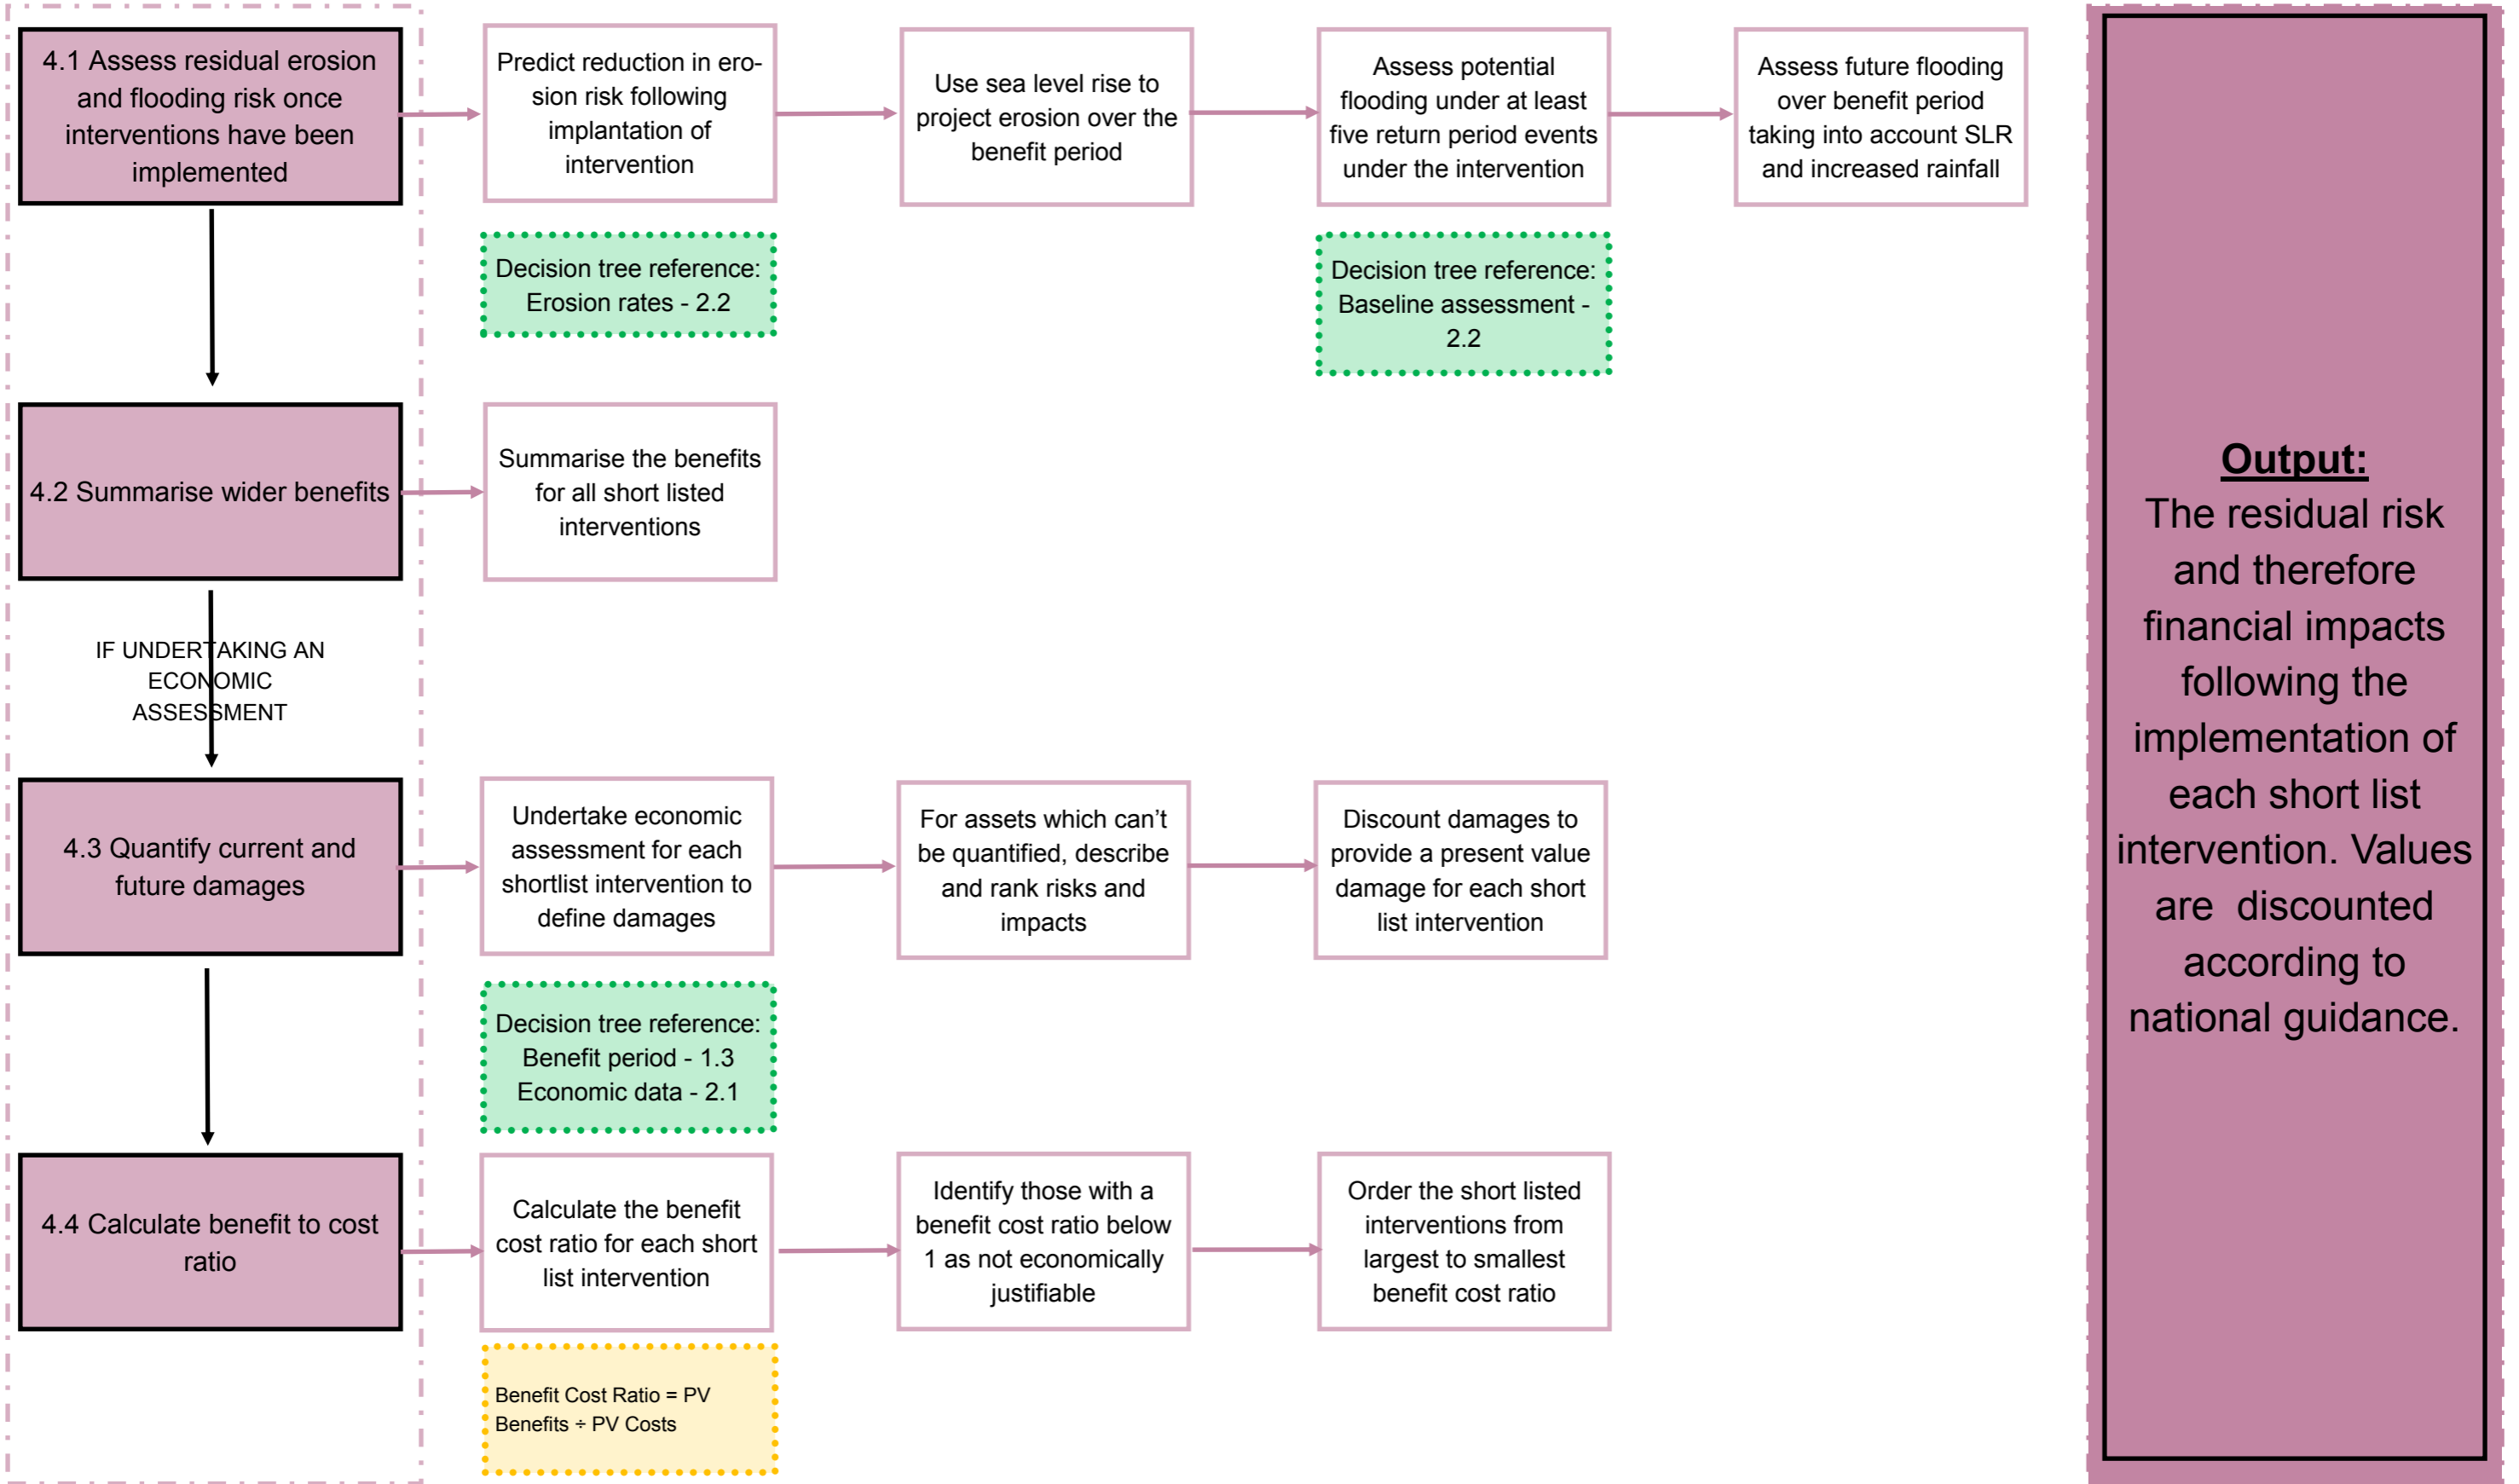 4.1 Assess residual erosion
and flooding risk once
interventions have been
implemented
Predict reduction in ero-
sion risk following
implantation of
intervention
Use sea level rise to
project erosion over the
benefit period
Assess potential
flooding under at least
five return period events
under the intervention
Assess future flooding
over benefit period
taking into account SLR
and increased rainfall
Decision tree reference:
Erosion rates - 2.2
Decision tree reference:
Baseline assessment -
2.2
4.2 Summarise wider benefits
Summarise the benefits
for all short listed
interventions
IF UNDERTAKING AN
ECONOMIC
ASSESSMENT
4.3 Quantify current and
future damages
Undertake economic
assessment for each
shortlist intervention to
define damages
For assets which can’t
be quantified, describe
and rank risks and
impacts
Discount damages to
provide a present value
damage for each short
list intervention
Decision tree reference:
Benefit period - 1.3
Economic data - 2.1
4.4 Calculate benefit to cost
ratio
Calculate the benefit
cost ratio for each short
list intervention
Identify those with a
benefit cost ratio below
1 as not economically
justifiable
Order the short listed
interventions from
largest to smallest
benefit cost ratio
Benefit Cost Ratio = PV
Benefits ÷ PV Costs
Output:
The residual risk
and therefore
financial impacts
following the
implementation of
each short list
intervention. Values
are  discounted
according to
national guidance.